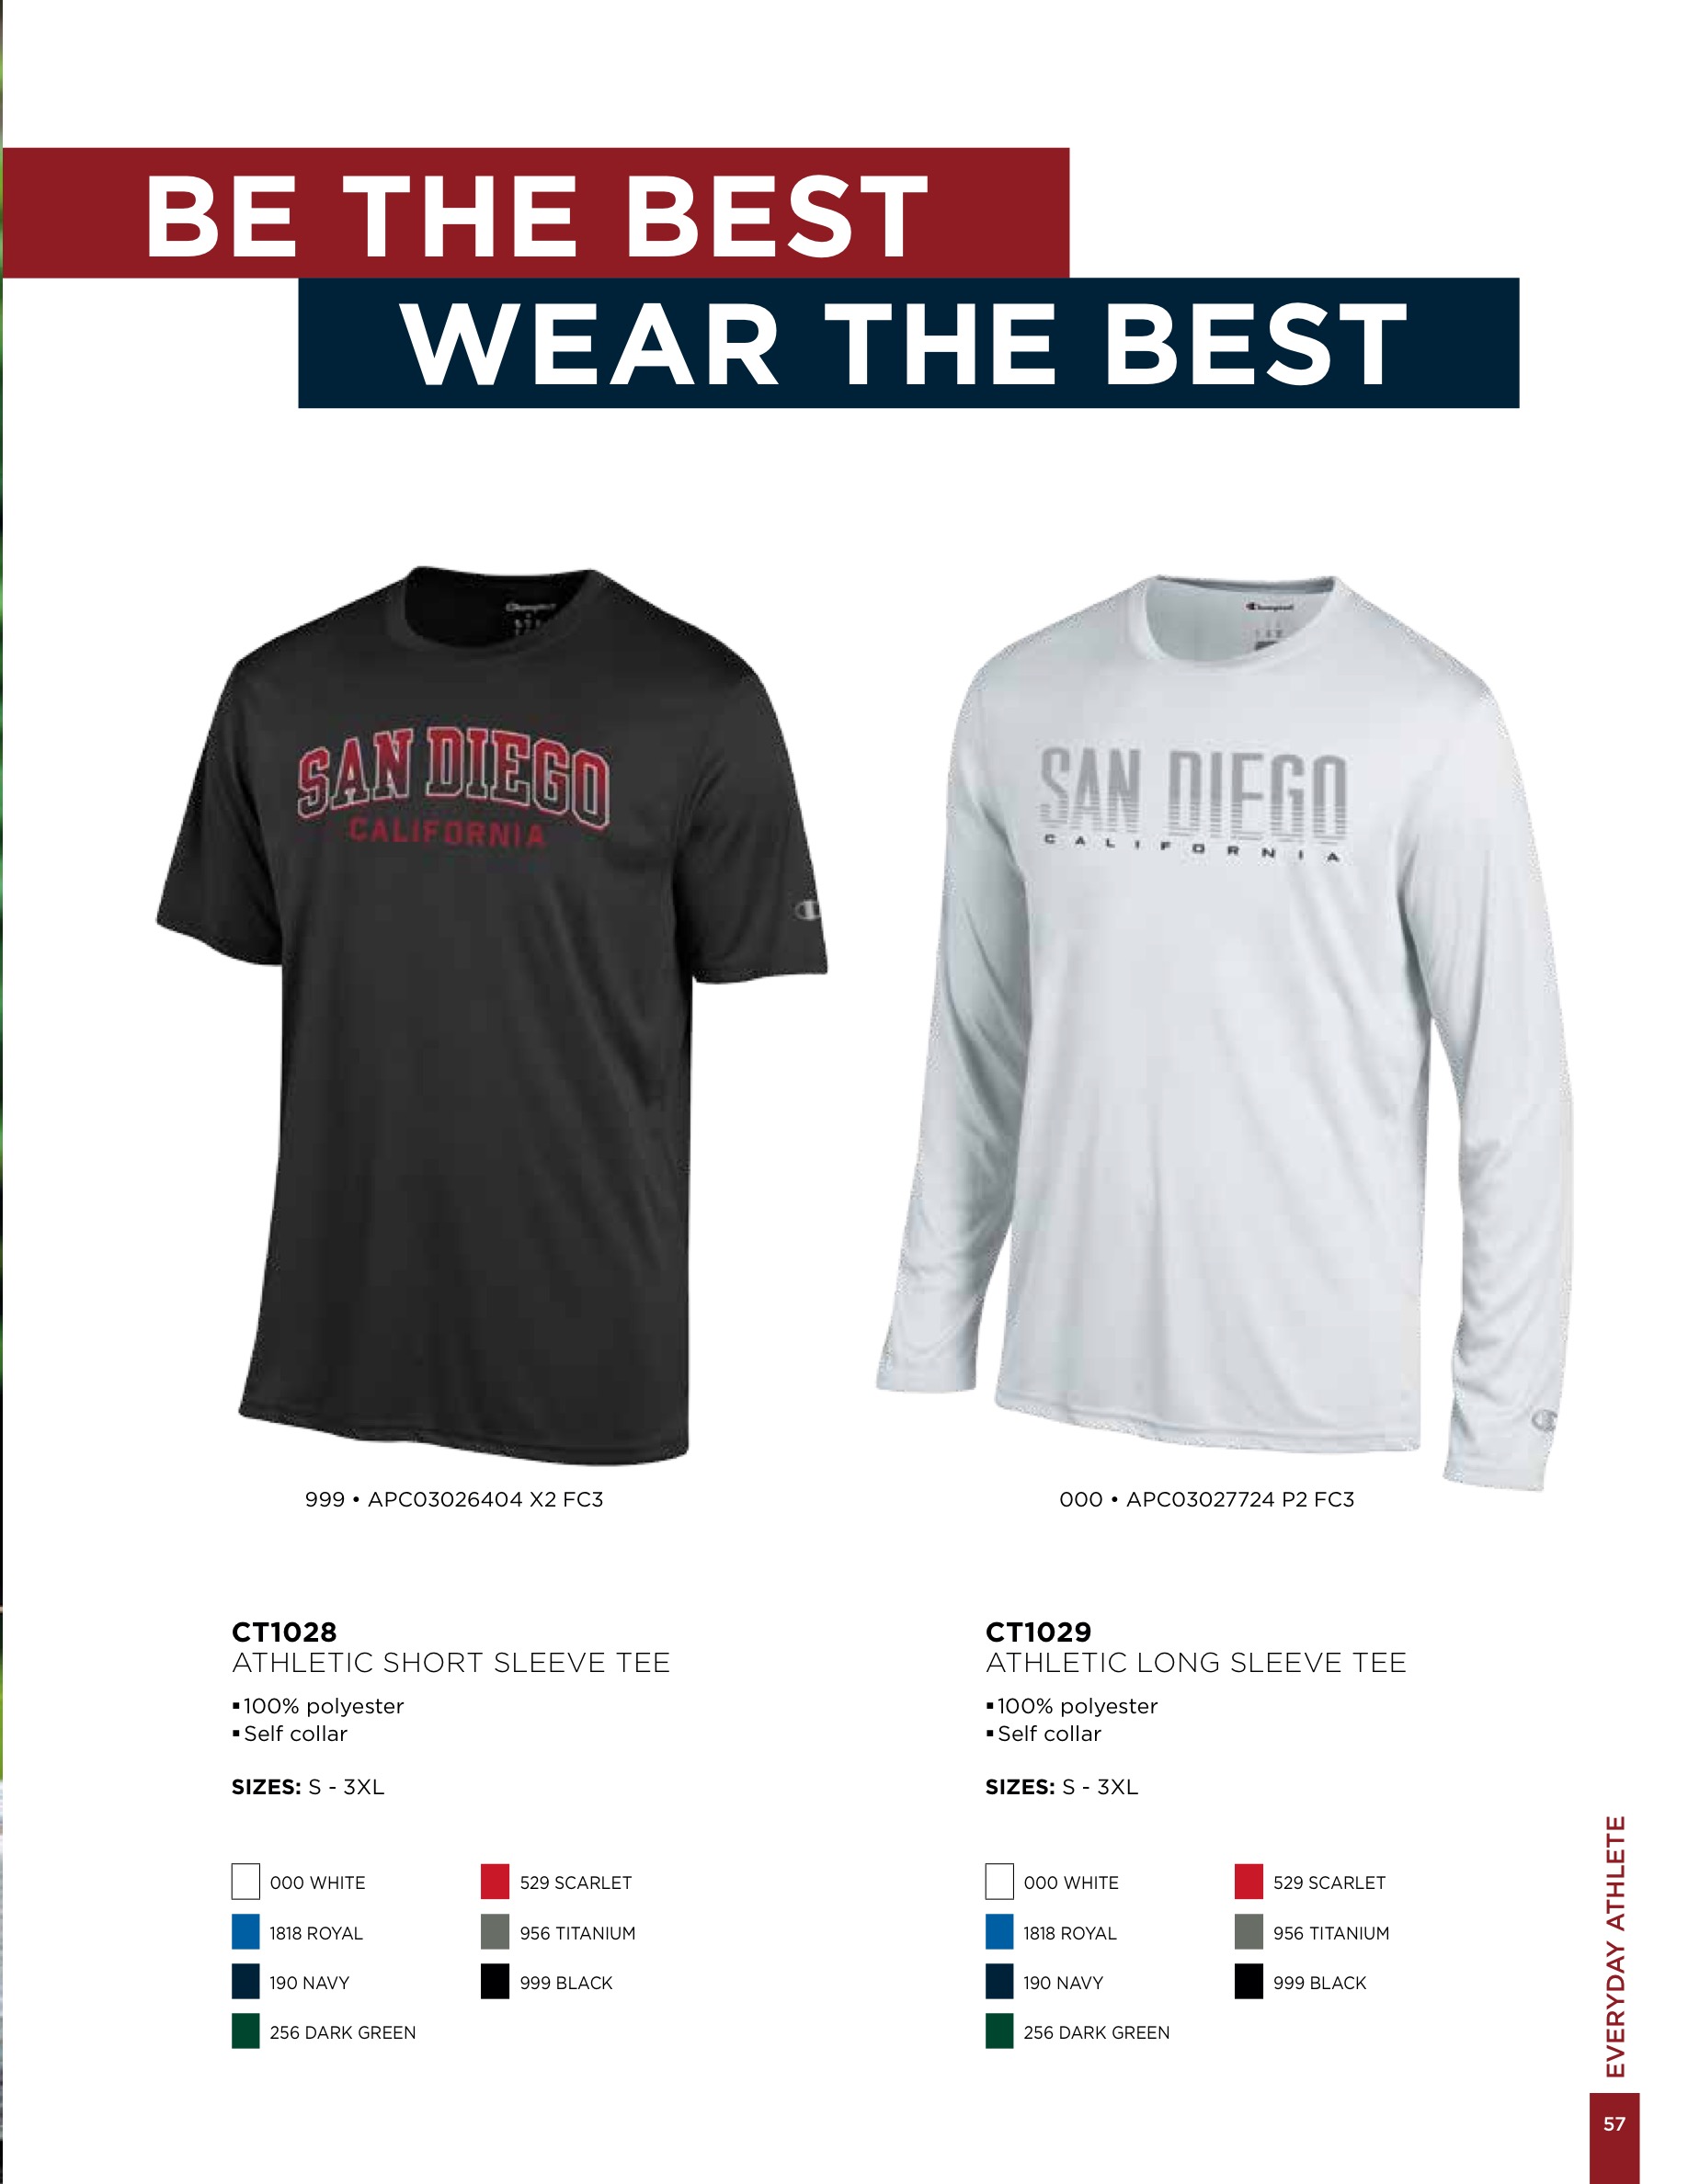 BE THE BEST
WEAR THE BEST
Champion
SAN DIEGO
CALIFORNIA
Champion
SAN DIEGO
CALIFORNIA
999 • APC03026404 X2 FC3
000 • APC03027724 P2 FC3
CT1028
ATHLETIC SHORT SLEEVE TEE
▪ 100% polyester
▪ Self collar
SIZES: S - 3XL
000 WHITE
1818 ROYAL
190 NAVY
256 DARK GREEN
529 SCARLET
956 TITANIUM
999 BLACK
CT1029
ATHLETIC LONG SLEEVE TEE
▪ 100% polyester
▪ Self collar
SIZES: S - 3XL
000 WHITE
1818 ROYAL
190 NAVY
256 DARK GREEN
529 SCARLET
956 TITANIUM
999 BLACK
EVERYDAY ATHLETE
57